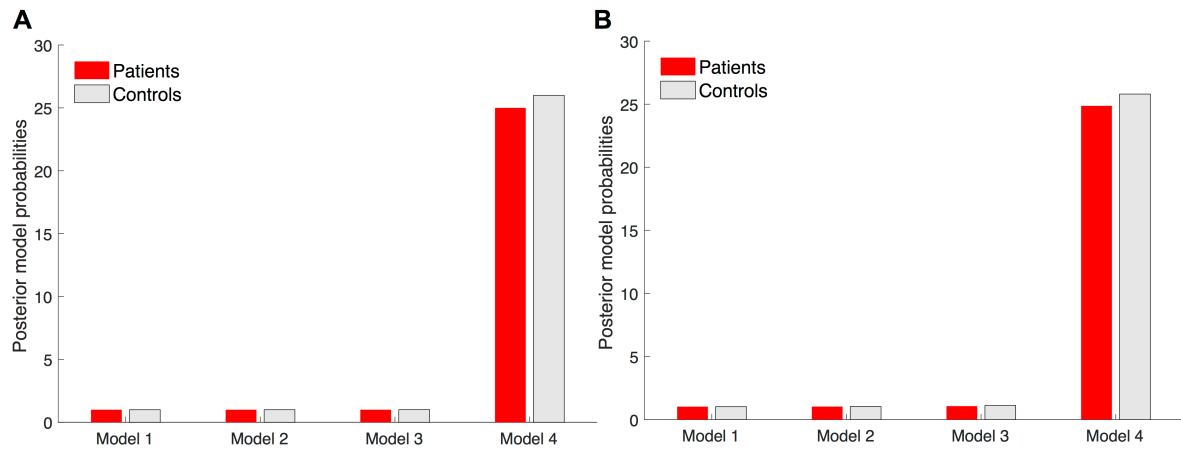 A
Posterior model probabilities
30
25
20
15
10
5
0
Patients
Controls
Model 1 Model 2 Model 3 Model 4
B
Posterior model probabilities
30
25
20
15
10
5
0
Patients
Controls
Model 1 Model 2 Model 3 Model 4